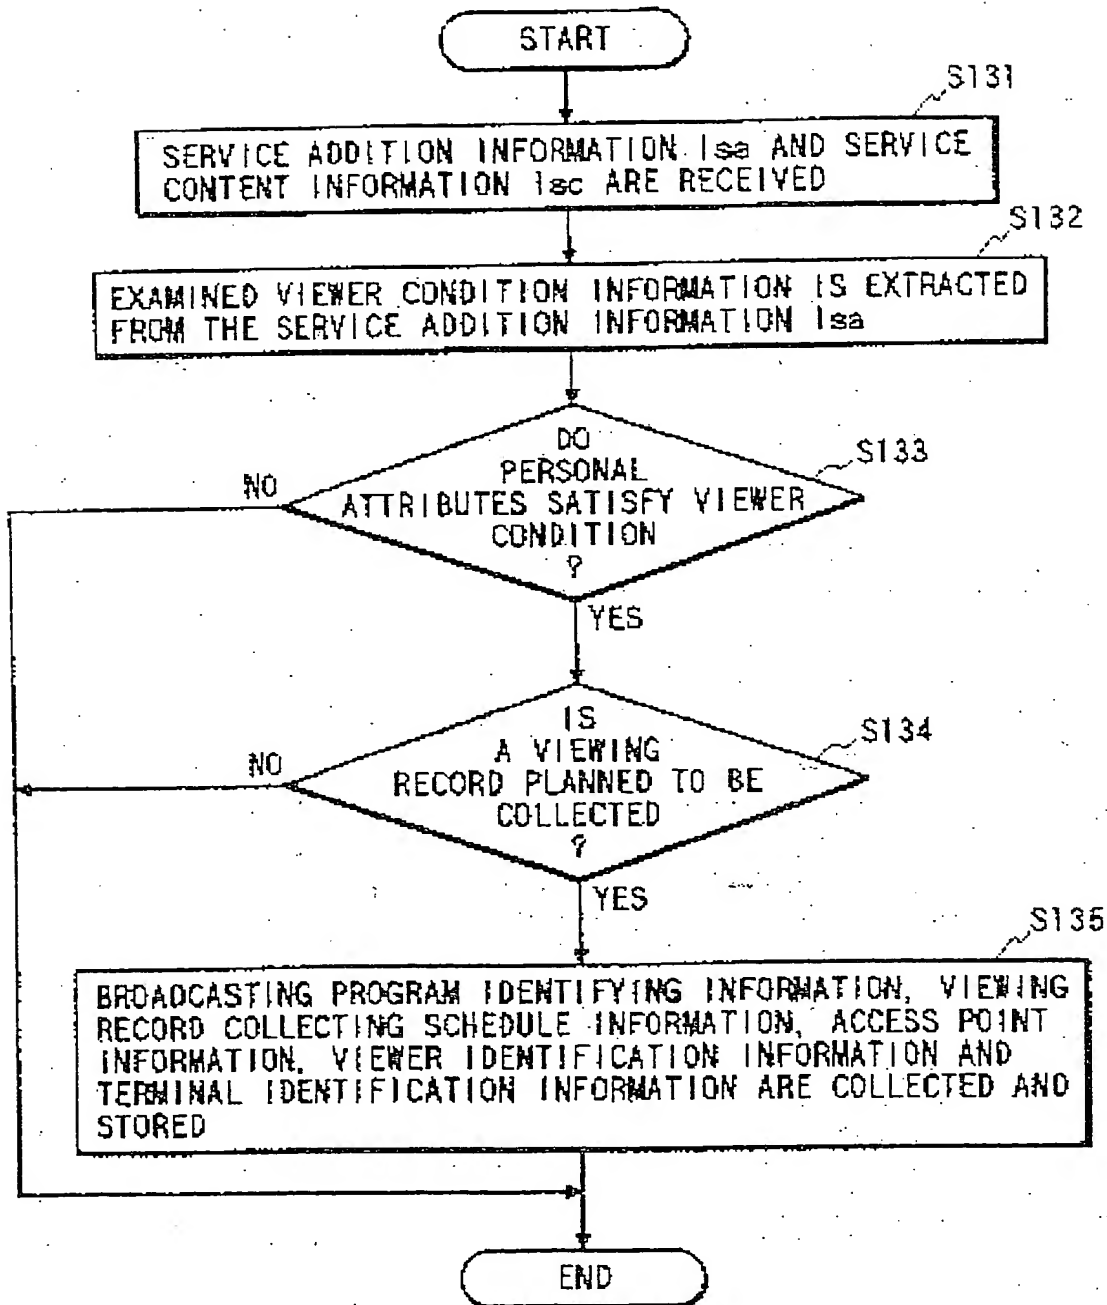 START
S131
SERVICE ADDITION INFORMATION Isa AND SERVICE
CONTENT INFORMATION Isc ARE RECEIVED
S132
EXAMINED VIEWER CONDITION INFORMATION IS EXTRACTED
FROM THE SERVICE ADDITION INFORMATION Isa
S133
DO
PERSONAL
ATTRIBUTES SATISFY VIEWER
CONDITION
?
NO
YES
S134
IS
A VIEWING
RECORD PLANNED TO BE
COLLECTED
?
NO
YES
S135
BROADCASTING PROGRAM IDENTIFYING INFORMATION, VIEWING
RECORD COLLECTING SCHEDULE INFORMATION, ACCESS POINT
INFORMATION, VIEWER IDENTIFICATION INFORMATION AND
TERMINAL IDENTIFICATION INFORMATION ARE COLLECTED AND
STORED
END